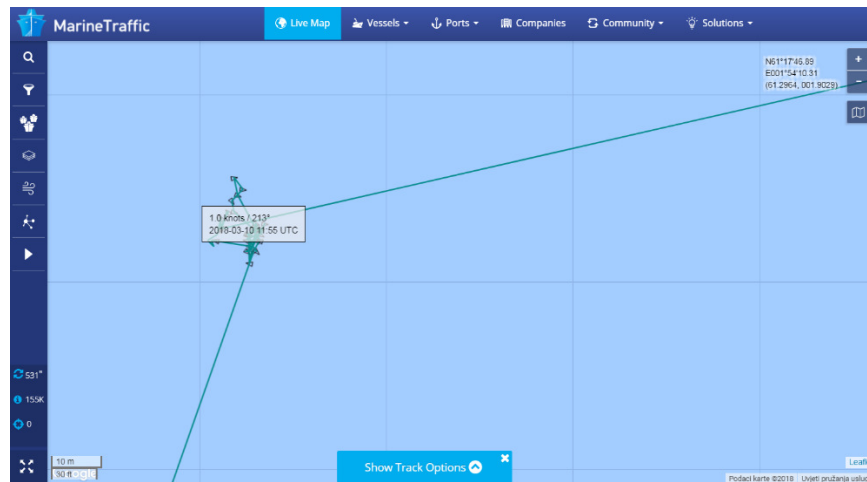 MarineTraffic
Live Map
Vessels
Ports
Companies
Community
Solutions
N61°17'46.89
E001°54'10.31
(61.2964, 001.9029)
+
−
1.0 knots / 213°
2018-03-10 11:55 UTC
531"
155K
0
10 m
30 ft
Show Track Options
×
Leafl
Podaci karte ©2018
Uvjeti pružanja uslug